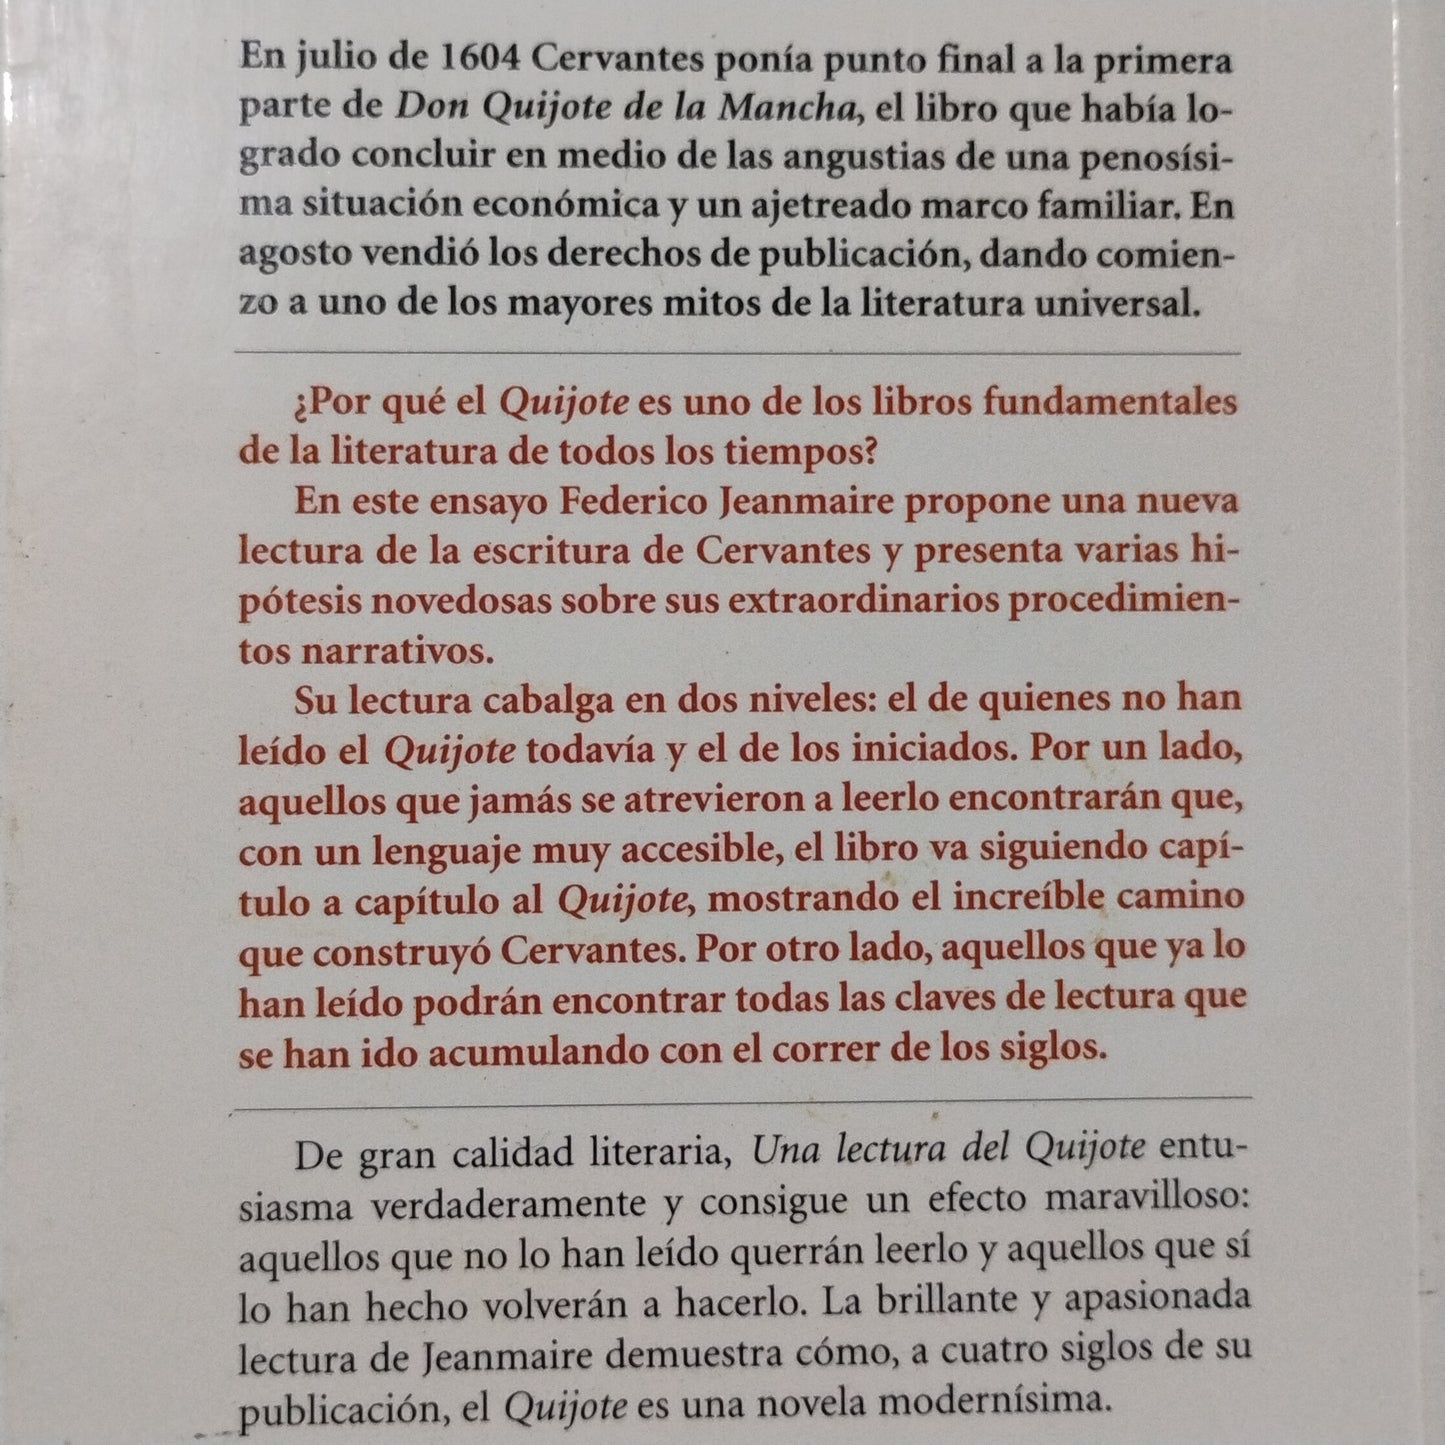 En julio de 1604 Cervantes ponía punto final a la primera
parte de Don Quijote de la Mancha, el libro que había lo-
grado concluir en medio de las angustias de una penosísi-
ma situación económica y un ajetreado marco familiar. En
agosto vendió los derechos de publicación, dando comien-
zo a uno de los mayores mitos de la literatura universal.
¿Por qué el Quijote es uno de los libros fundamentales
de la literatura de todos los tiempos?
En este ensayo Federico Jeanmaire propone una nueva
lectura de la escritura de Cervantes y presenta varias hi-
pótesis novedosas sobre sus extraordinarios procedimien-
tos narrativos.
Su lectura cabalga en dos niveles: el de quienes no han
leído el Quijote todavía y el de los iniciados. Por un lado,
aquellos que jamás se atrevieron a leerlo encontrarán que,
con un lenguaje muy accesible, el libro va siguiendo capí-
tulo a capítulo al Quijote, mostrando el increíble camino
que construyó Cervantes. Por otro lado, aquellos que ya lo
han leído podrán encontrar todas las claves de lectura que
se han ido acumulando con el correr de los siglos.
De gran calidad literaria, Una lectura del Quijote entu-
siasma verdaderamente y consigue un efecto maravilloso:
aquellos que no lo han leído querrán leerlo y aquellos que sí
lo han hecho volverán a hacerlo. La brillante y apasionada
lectura de Jeanmaire demuestra cómo, a cuatro siglos de su
publicación, el Quijote es una novela modernísima.